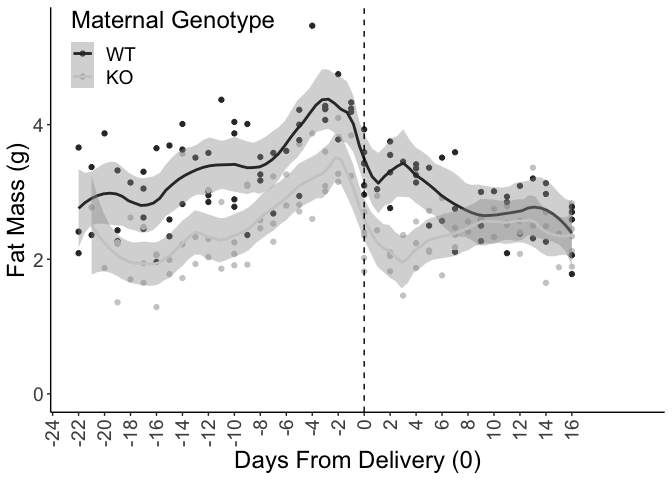 Maternal Genotype
WT
KO
Fat Mass (g)
4
2
0
-24 -22 -20 -18 -16 -14 -12 -10 -8 -6 -4 -2 0 2 4 6 8 10 12 14 16
Days From Delivery (0)